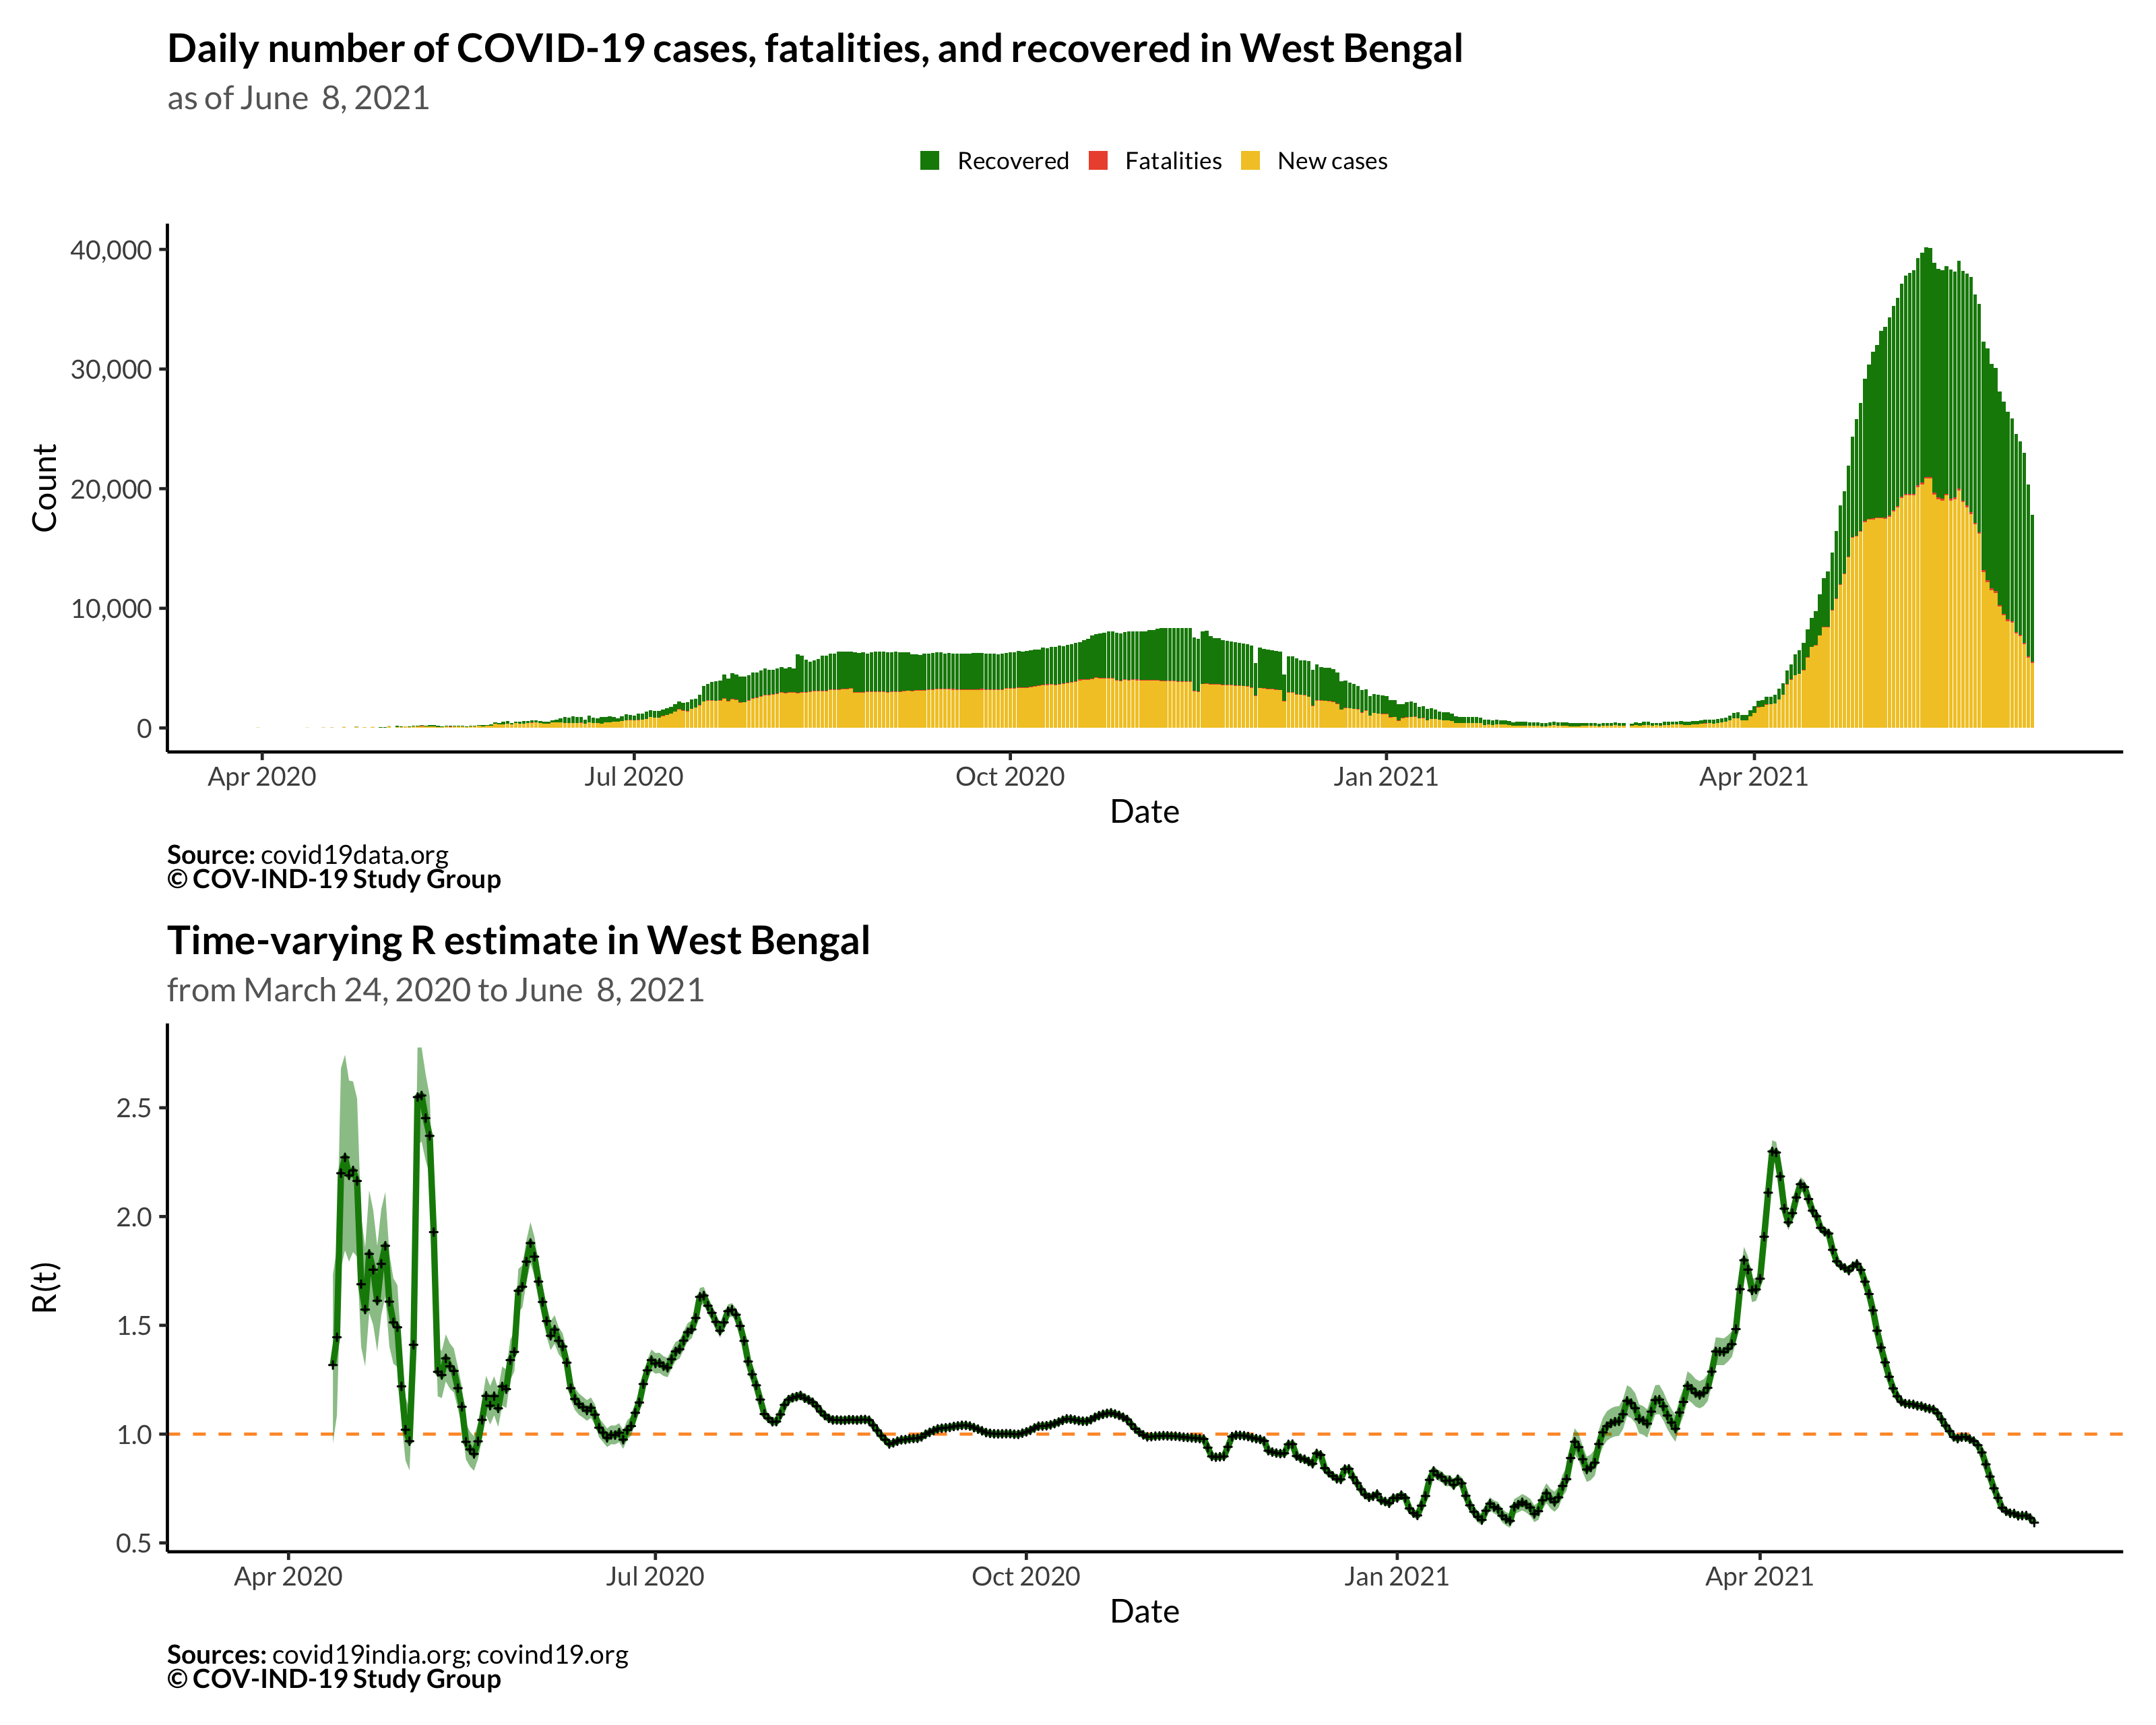 Daily number of COVID-19 cases, fatalities, and recovered in West Bengal
as of June  8, 2021
Recovered Fatalities New cases
Count
40,000
30,000
20,000
10,000
0
Apr 2020 Jul 2020 Oct 2020 Jan 2021 Apr 2021
Date
Source: covid19data.org
© COV-IND-19 Study Group
Time-varying R estimate in West Bengal
from March 24, 2020 to June  8, 2021
R(t)
2.5
2.0
1.5
1.0
0.5
Apr 2020 Jul 2020 Oct 2020 Jan 2021 Apr 2021
Date
Sources: covid19india.org; covind19.org
© COV-IND-19 Study Group